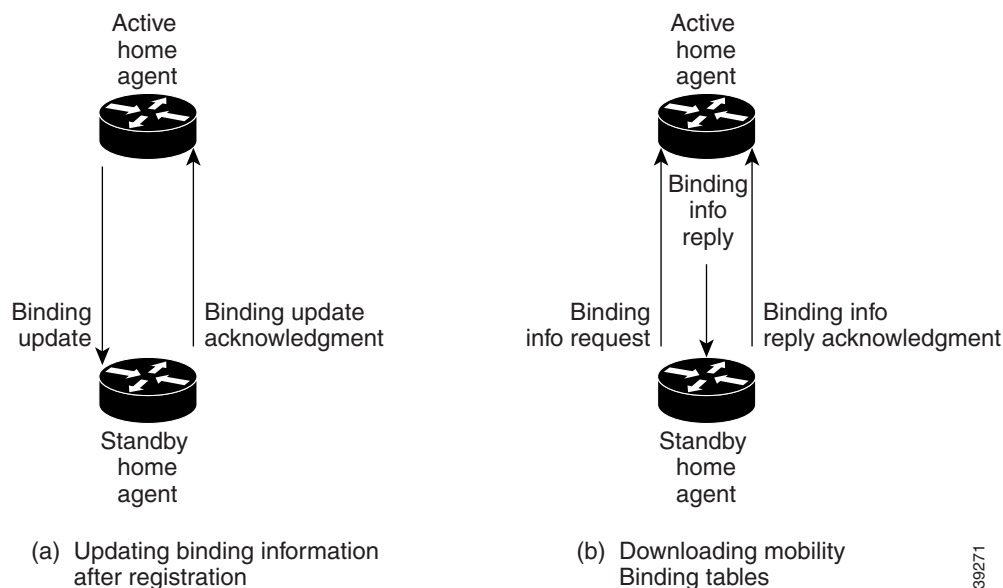 Active
home
agent
Binding
update
Binding update
acknowledgment
Standby
home
agent
(a) Updating binding information
after registration
Active
home
agent
Binding
info
reply
Binding
info request
Binding info
reply acknowledgment
Standby
home
agent
(b) Downloading mobility
Binding tables
39271